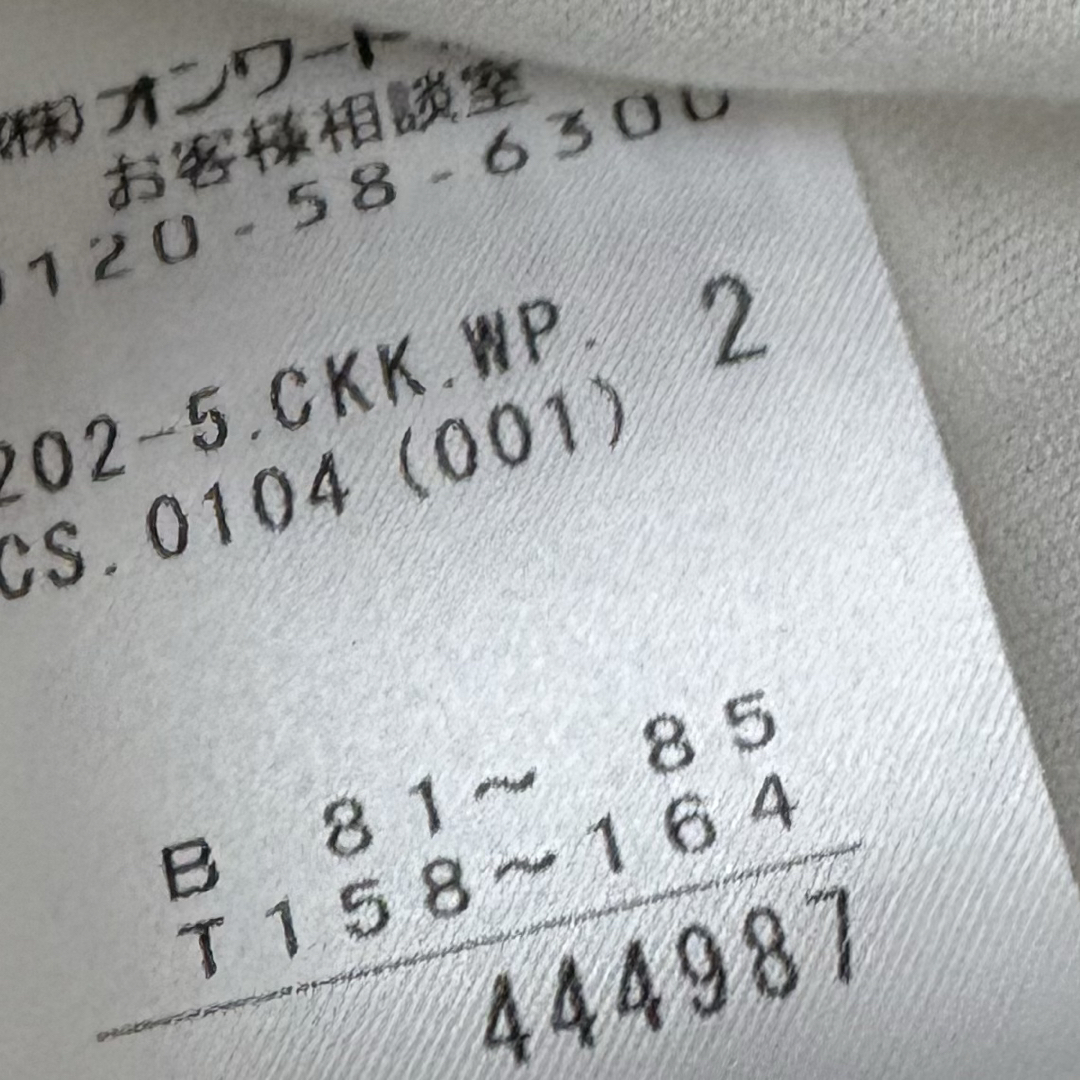 (株)オンワード
お客様相談室
0120-58-6300
202-5.CKK.WP. 2
CS.0104(001)
B 81~ 85
T158~164
444987